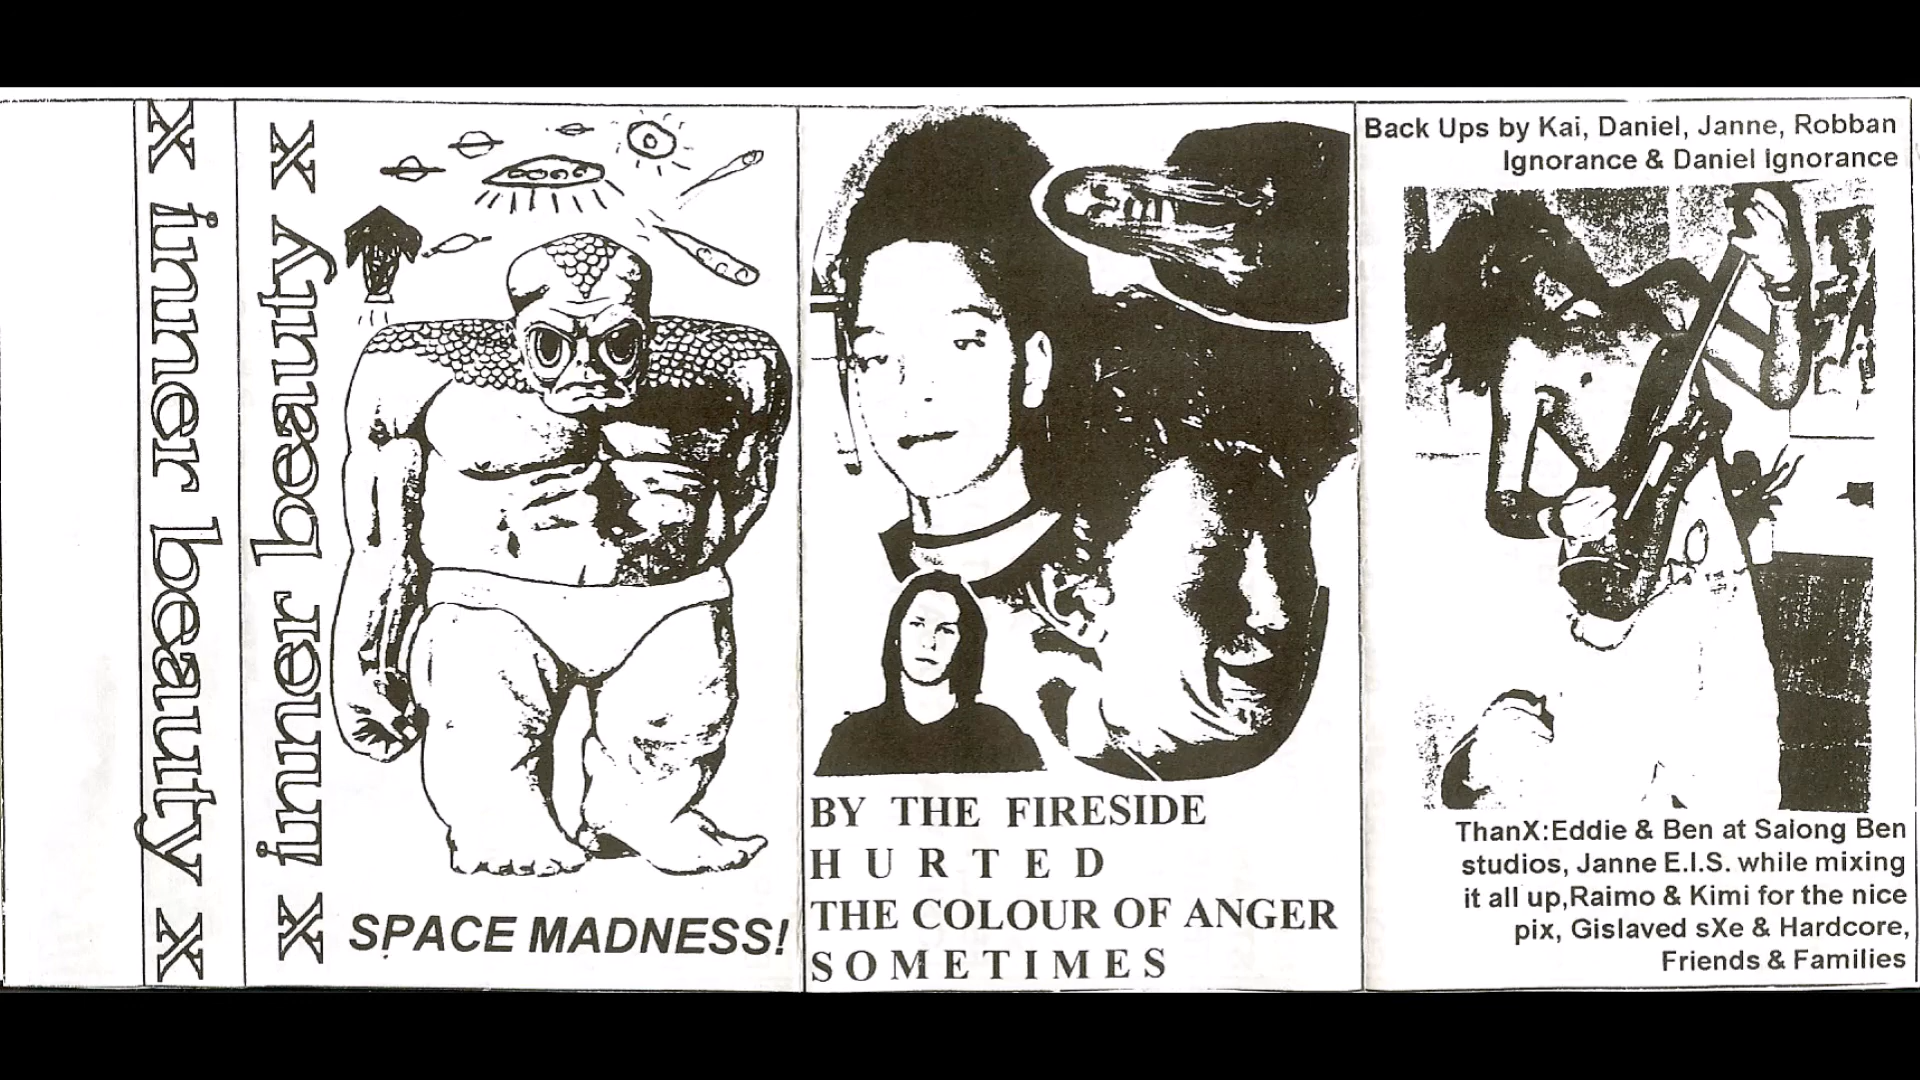 X inner beauty X
X inner beauty X
SPACE MADNESS!
BY THE FIRESIDE
HURTED
THE COLOUR OF ANGER
SOMETIMES
Back Ups by Kai, Daniel, Janne, Robban
Ignorance & Daniel Ignorance
ThanX:Eddie & Ben at Saiong Ben
studios, Janne E.I.S. while mixing
it all up,Raimo & Kimi for the nice
pix, Gislaved sXe & Hardcore,
Friends & Families